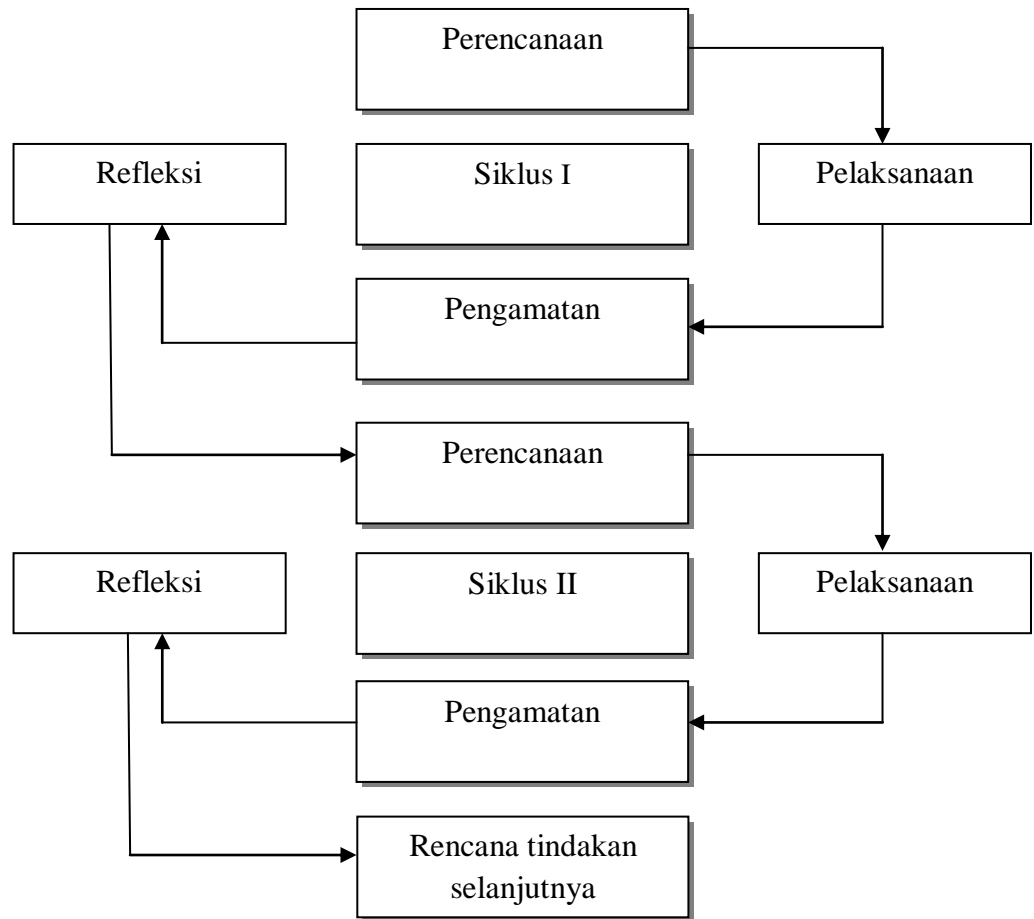 Perencanaan
Refleksi
Siklus I
Pelaksanaan
Pengamatan
Perencanaan
Refleksi
Siklus II
Pelaksanaan
Pengamatan
Rencana tindakan
selanjutnya